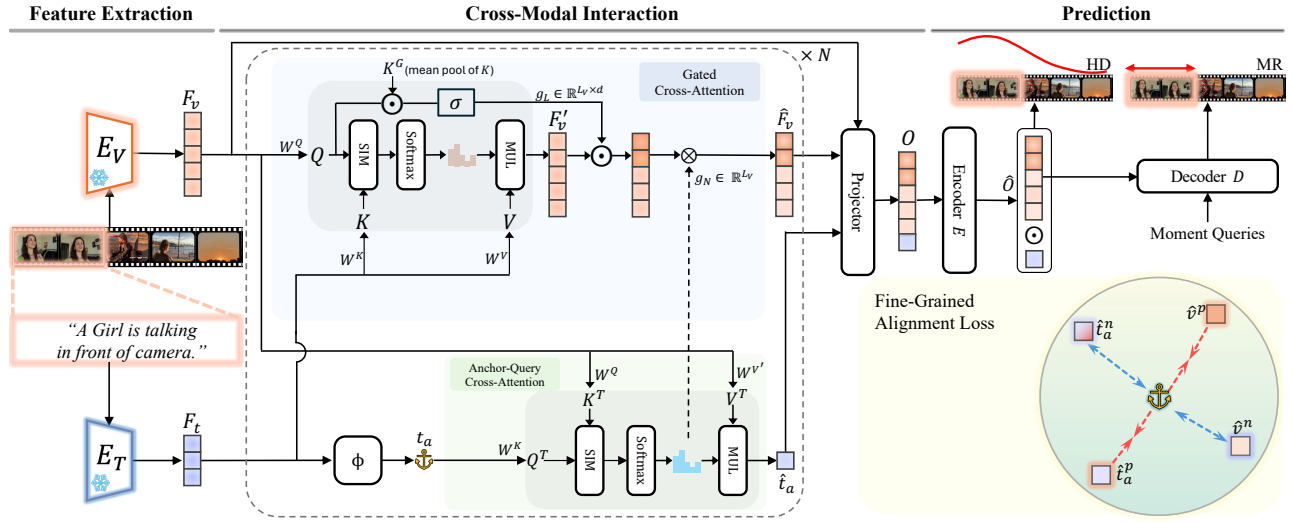 Feature Extraction
Cross-Modal Interaction
Prediction
× N
K^G (mean pool of K)
Gated
Cross-Attention
HD
MR
F_v
σ
g_L ∈ ℝ^{L_V×d}
F_v′
F̂_v
E_V
W^Q
Q
SIM
Softmax
MUL
g_N ∈ ℝ^{L_V}
Projector
O
Encoder E
Ô
Decoder D
K
V
Moment Queries
W^K
W^V
“A Girl is talking
in front of camera.”
Fine-Grained
Alignment Loss
t̂_a^n
v̂^p
Anchor-Query
Cross-Attention
W^Q
W^{V′}
K^T
V^T
F_t
E_T
ϕ
t_a
W^K
Q^T
SIM
Softmax
MUL
t̂_a
v̂^n
t̂_a^p